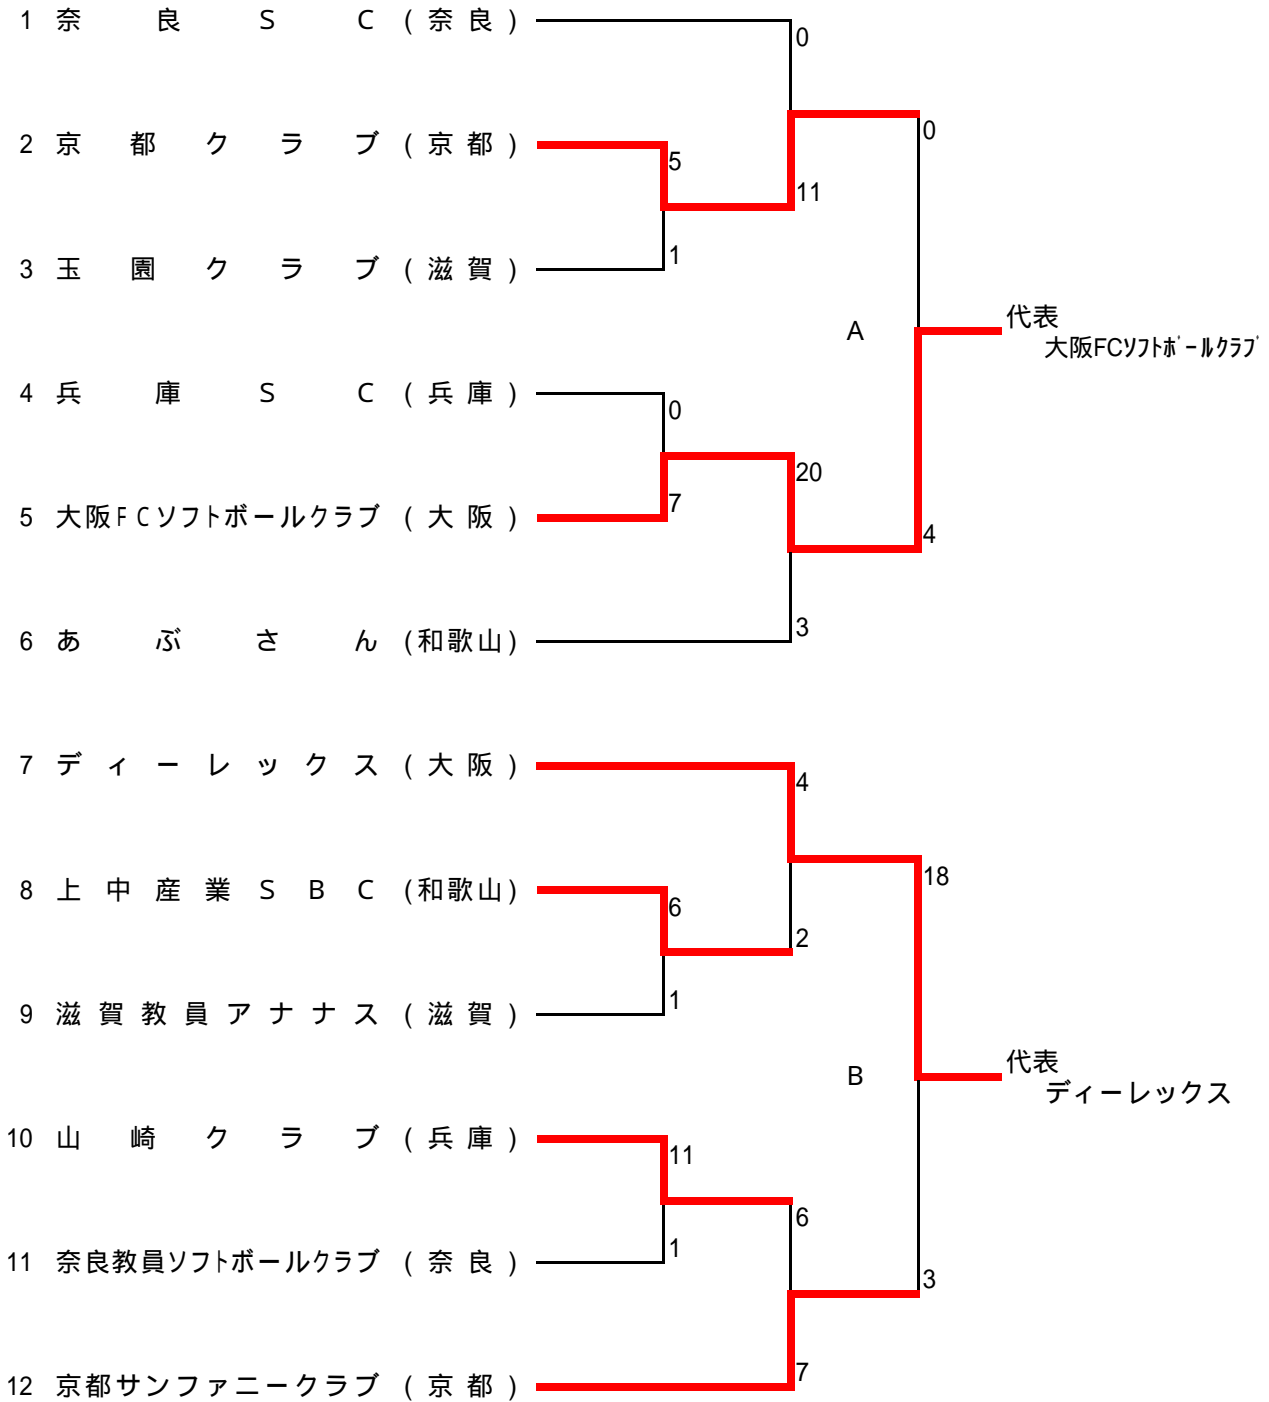 1 奈良SC (奈良)
0
2 京都クラブ (京都)
0
5
11
3 玉園クラブ (滋賀)
1
代表
A
大阪FCソフトボールクラブ
4 兵庫SC (兵庫)
0
20
5 大阪FCソフトボールクラブ (大阪)
7
4
6 あぶさん (和歌山)
3
7 ディーレックス (大阪)
4
8 上中産業SBC (和歌山)
18
6
2
9 滋賀教員アナナス (滋賀)
1
代表
B
ディーレックス
10 山崎クラブ (兵庫)
11
6
11 奈良教員ソフトボールクラブ (奈良)
1
3
12 京都サンファニークラブ (京都)
7